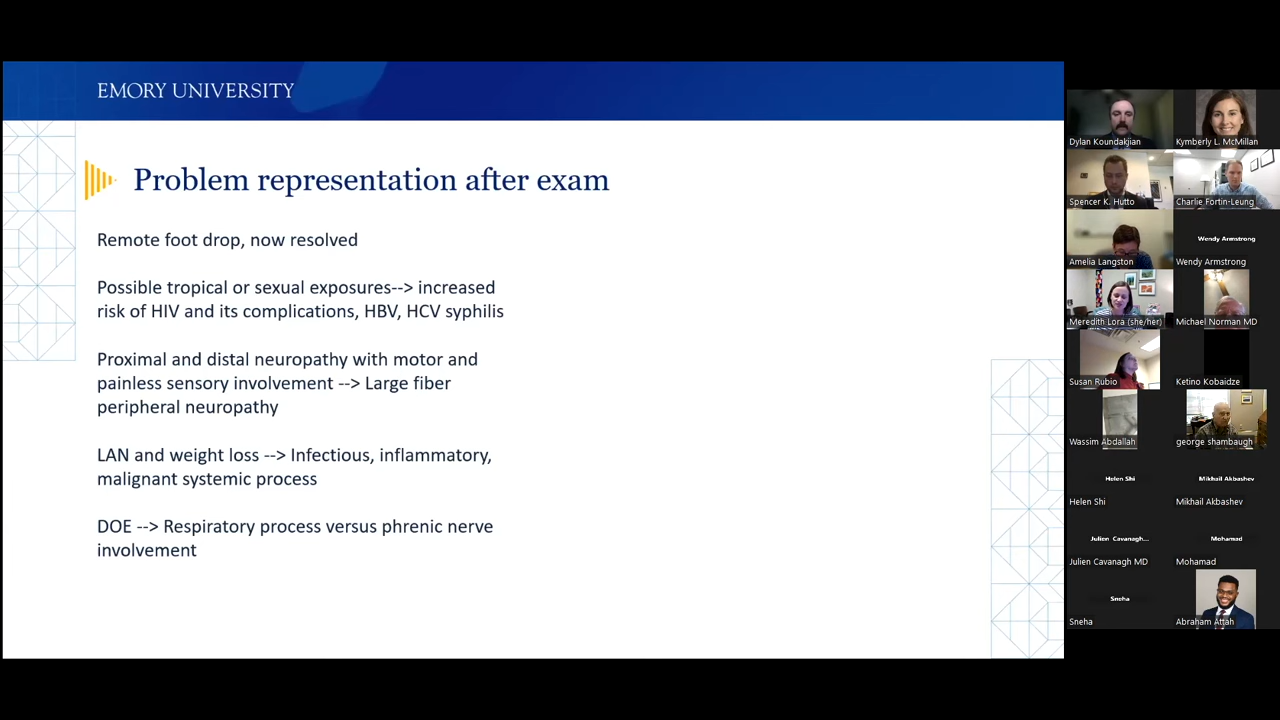 EMORY UNIVERSITY
Problem representation after exam
Remote foot drop, now resolved
Possible tropical or sexual exposures--> increased
risk of HIV and its complications, HBV, HCV syphilis
Proximal and distal neuropathy with motor and
painless sensory involvement --> Large fiber
peripheral neuropathy
LAN and weight loss --> Infectious, inflammatory,
malignant systemic process
DOE --> Respiratory process versus phrenic nerve
involvement
Dylan Koundakjian
Kymberly L. McMillan
Spencer K. Hutto
Charlie Fortin-Leung
Amelia Langston
Wendy Armstrong
Wendy Armstrong
Meredith Lora (she/her)
Michael Norman MD
Susan Rubio
Ketino Kobaidze
Wassim Abdallah
george shambaugh
Helen Shi
Mikhail Akbashev
Helen Shi
Mikhail Akbashev
Julien Cavanagh...
Mohamad
Julien Cavanagh MD
Mohamad
Sneha
Sneha
Abraham Attah